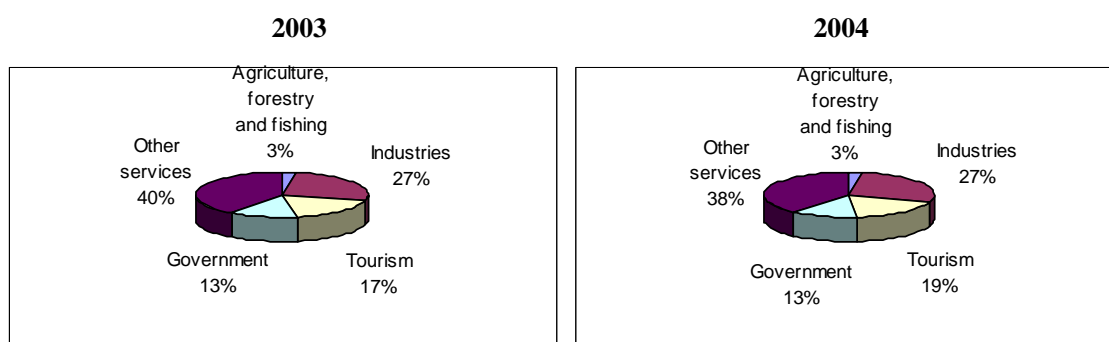 2003
Agriculture,
forestry
and fishing
3%
Industries
27%
Tourism
17%
Government
13%
Other
services
40%
2004
Agriculture,
forestry
and fishing
3%
Industries
27%
Tourism
19%
Government
13%
Other
services
38%